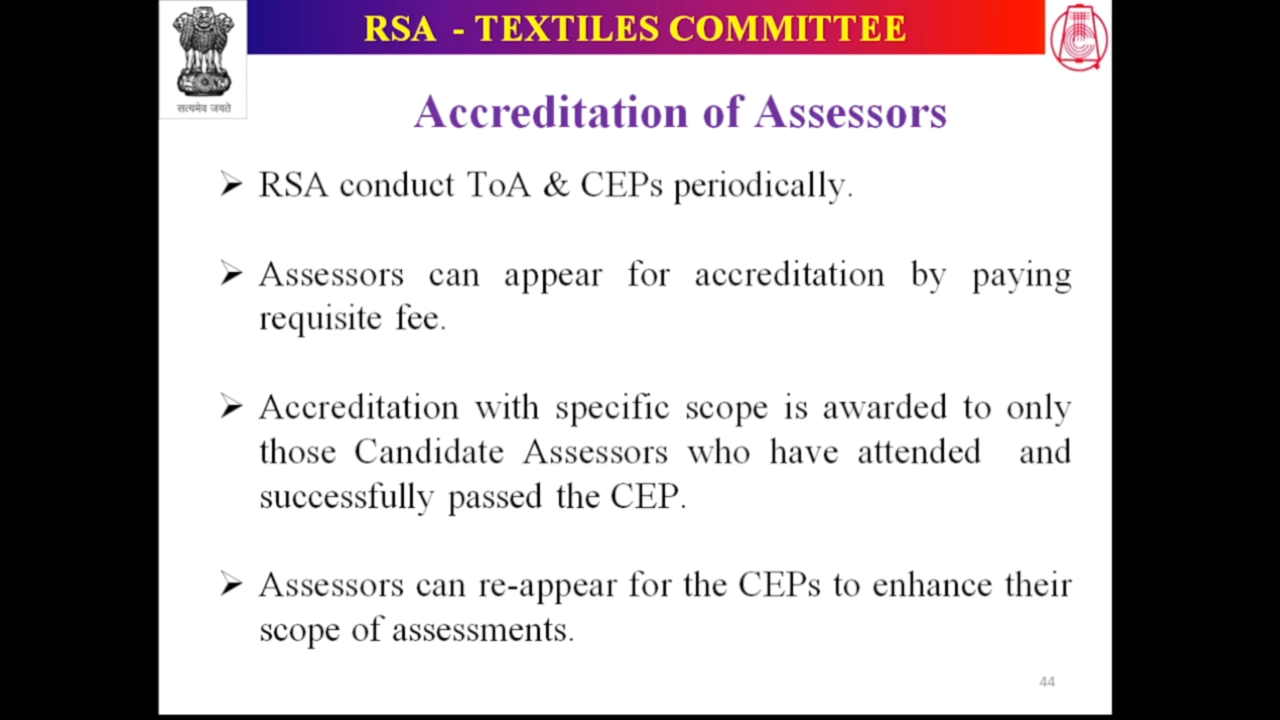 RSA - TEXTILES COMMITTEE
सत्यमेव जयते
Accreditation of Assessors
➢ RSA conduct ToA & CEPs periodically.
➢ Assessors can appear for accreditation by paying
requisite fee.
➢ Accreditation with specific scope is awarded to only
those Candidate Assessors who have attended and
successfully passed the CEP.
➢ Assessors can re-appear for the CEPs to enhance their
scope of assessments.
44